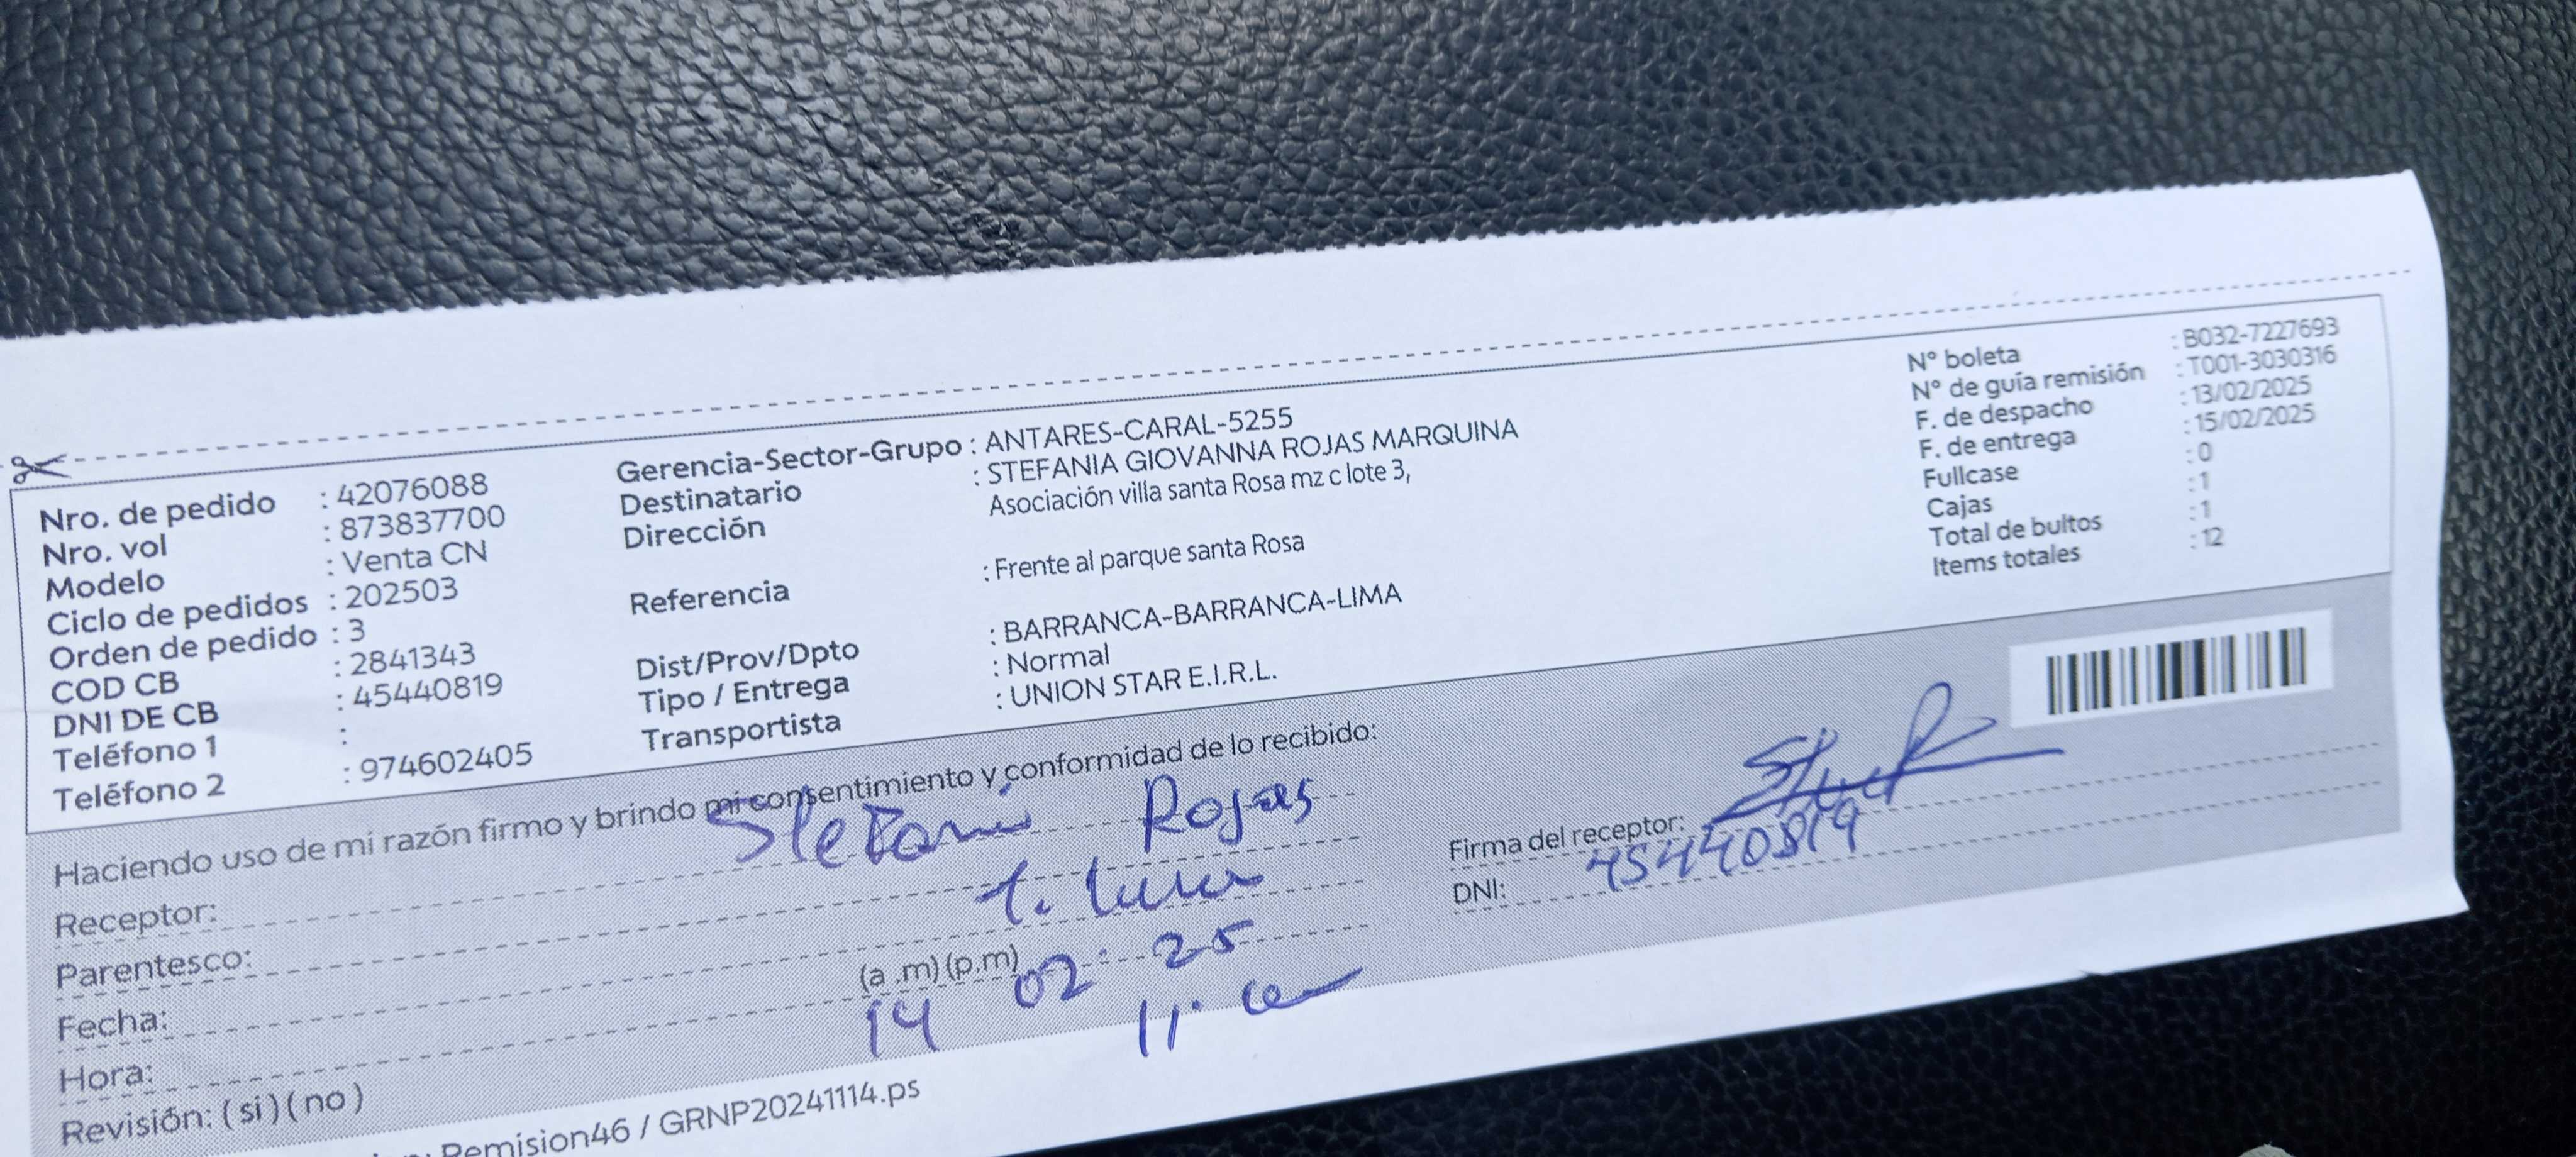 Nro. de pedido : 42076088
Nro. vol : 873837700
Modelo : Venta CN
Ciclo de pedidos : 202503
Orden de pedido : 3
COD CB : 2841343
DNI DE CB : 45440819
Teléfono 1 :
Teléfono 2 : 974602405
Gerencia-Sector-Grupo : ANTARES-CARAL-5255
Destinatario : STEFANIA GIOVANNA ROJAS MARQUINA
Dirección Asociación villa santa Rosa mz c lote 3,
Referencia : Frente al parque santa Rosa
Dist/Prov/Dpto : BARRANCA-BARRANCA-LIMA
Tipo / Entrega : Normal
Transportista : UNION STAR E.I.R.L.
N° boleta : B032-7227693
N° de guía remisión : T001-3030316
F. de despacho : 13/02/2025
F. de entrega : 15/02/2025
Fullcase : 0
Cajas : 1
Total de bultos : 1
Items totales : 12
Haciendo uso de mi razón firmo y brindo mi consentimiento y conformidad de lo recibido:
Receptor: Rojas
Parentesco:
Fecha: 14 02 25
Hora: (a .m) (p.m) 11:
Revisión: ( si ) ( no )
Firma del receptor:
DNI: 45440819
Remision46 / GRNP20241114.ps